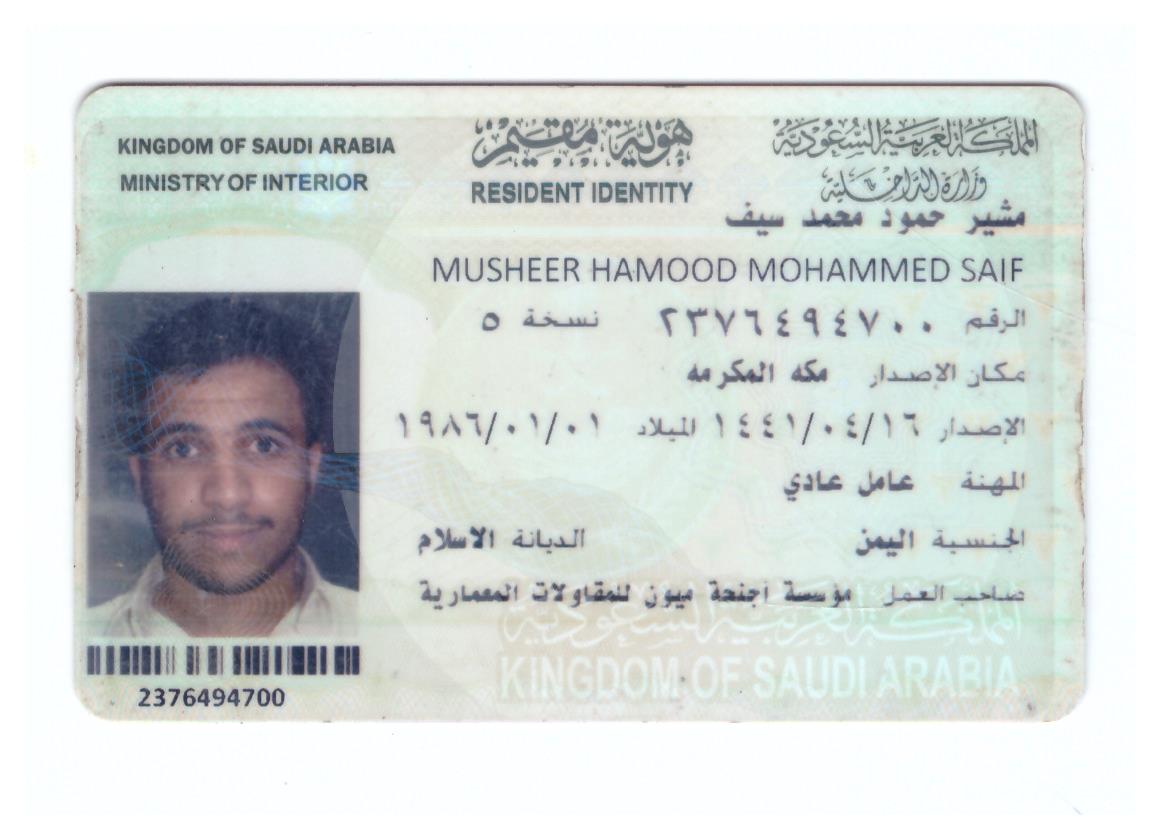 KINGDOM OF SAUDI ARABIA
هوية مقيم
المملكة العربية السعودية
MINISTRY OF INTERIOR
RESIDENT IDENTITY
وزارة الداخلية
مشير حمود محمد سيف
MUSHEER HAMOOD MOHAMMED SAIF
الرقم ٢٣٧٦٤٩٤٧٠٠ نسخة ٥
مكان الإصدار مكه المكرمه
الإصدار ١٤٤١/٠٤/١٦ الميلاد ١٩٨٦/٠١/٠١
المهنة عامل عادي
الجنسية اليمن الديانة الاسلام
صاحب العمل مؤسسة اجنحة ميون للمقاولات المعمارية
المملكة العربية السعودية
KINGDOM OF SAUDI ARABIA
2376494700